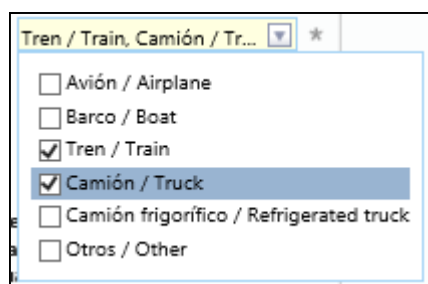 Tren / Train, Camión / Tr... *
Avión / Airplane
Barco / Boat
Tren / Train
Camión / Truck
Camión frigorífico / Refrigerated truck
Otros / Other